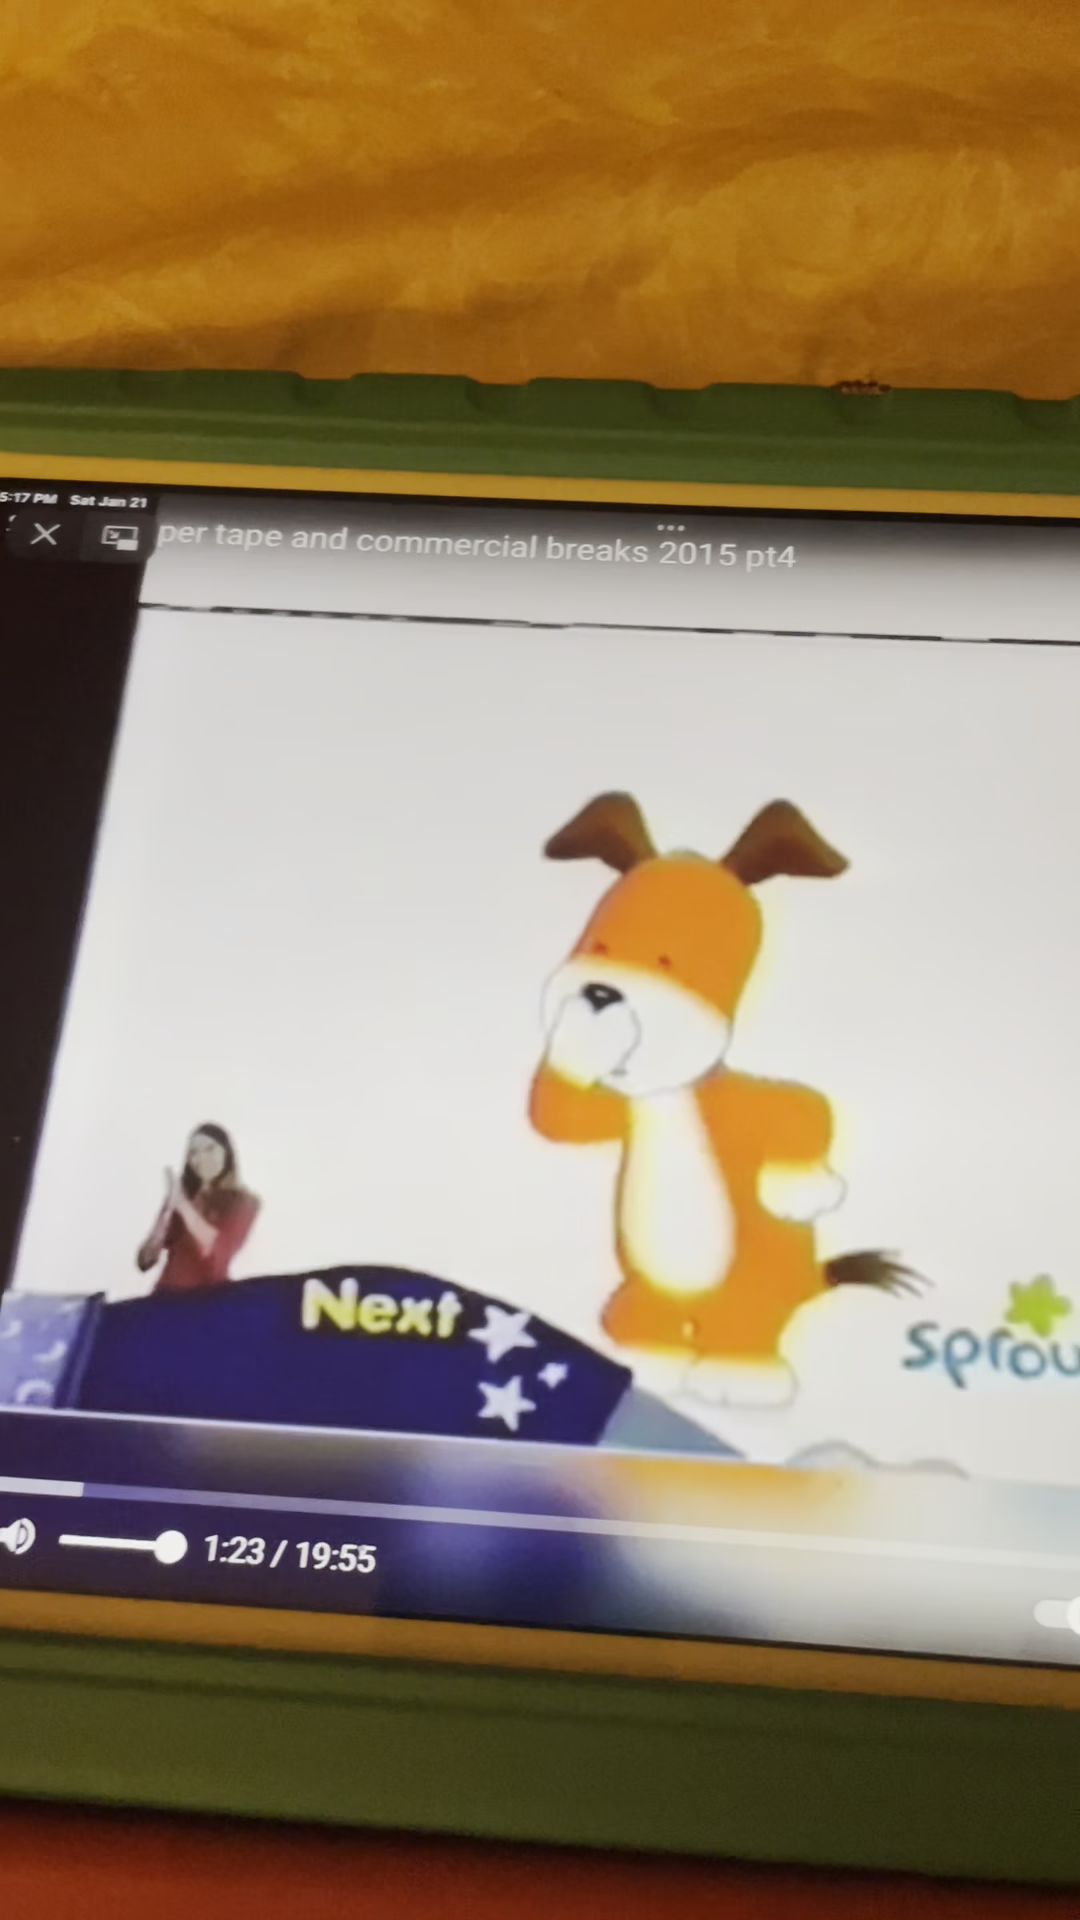 5:17 PM Sat Jan 21
per tape and commercial breaks 2015 pt4
Next
Sprou
1:23 / 19:55